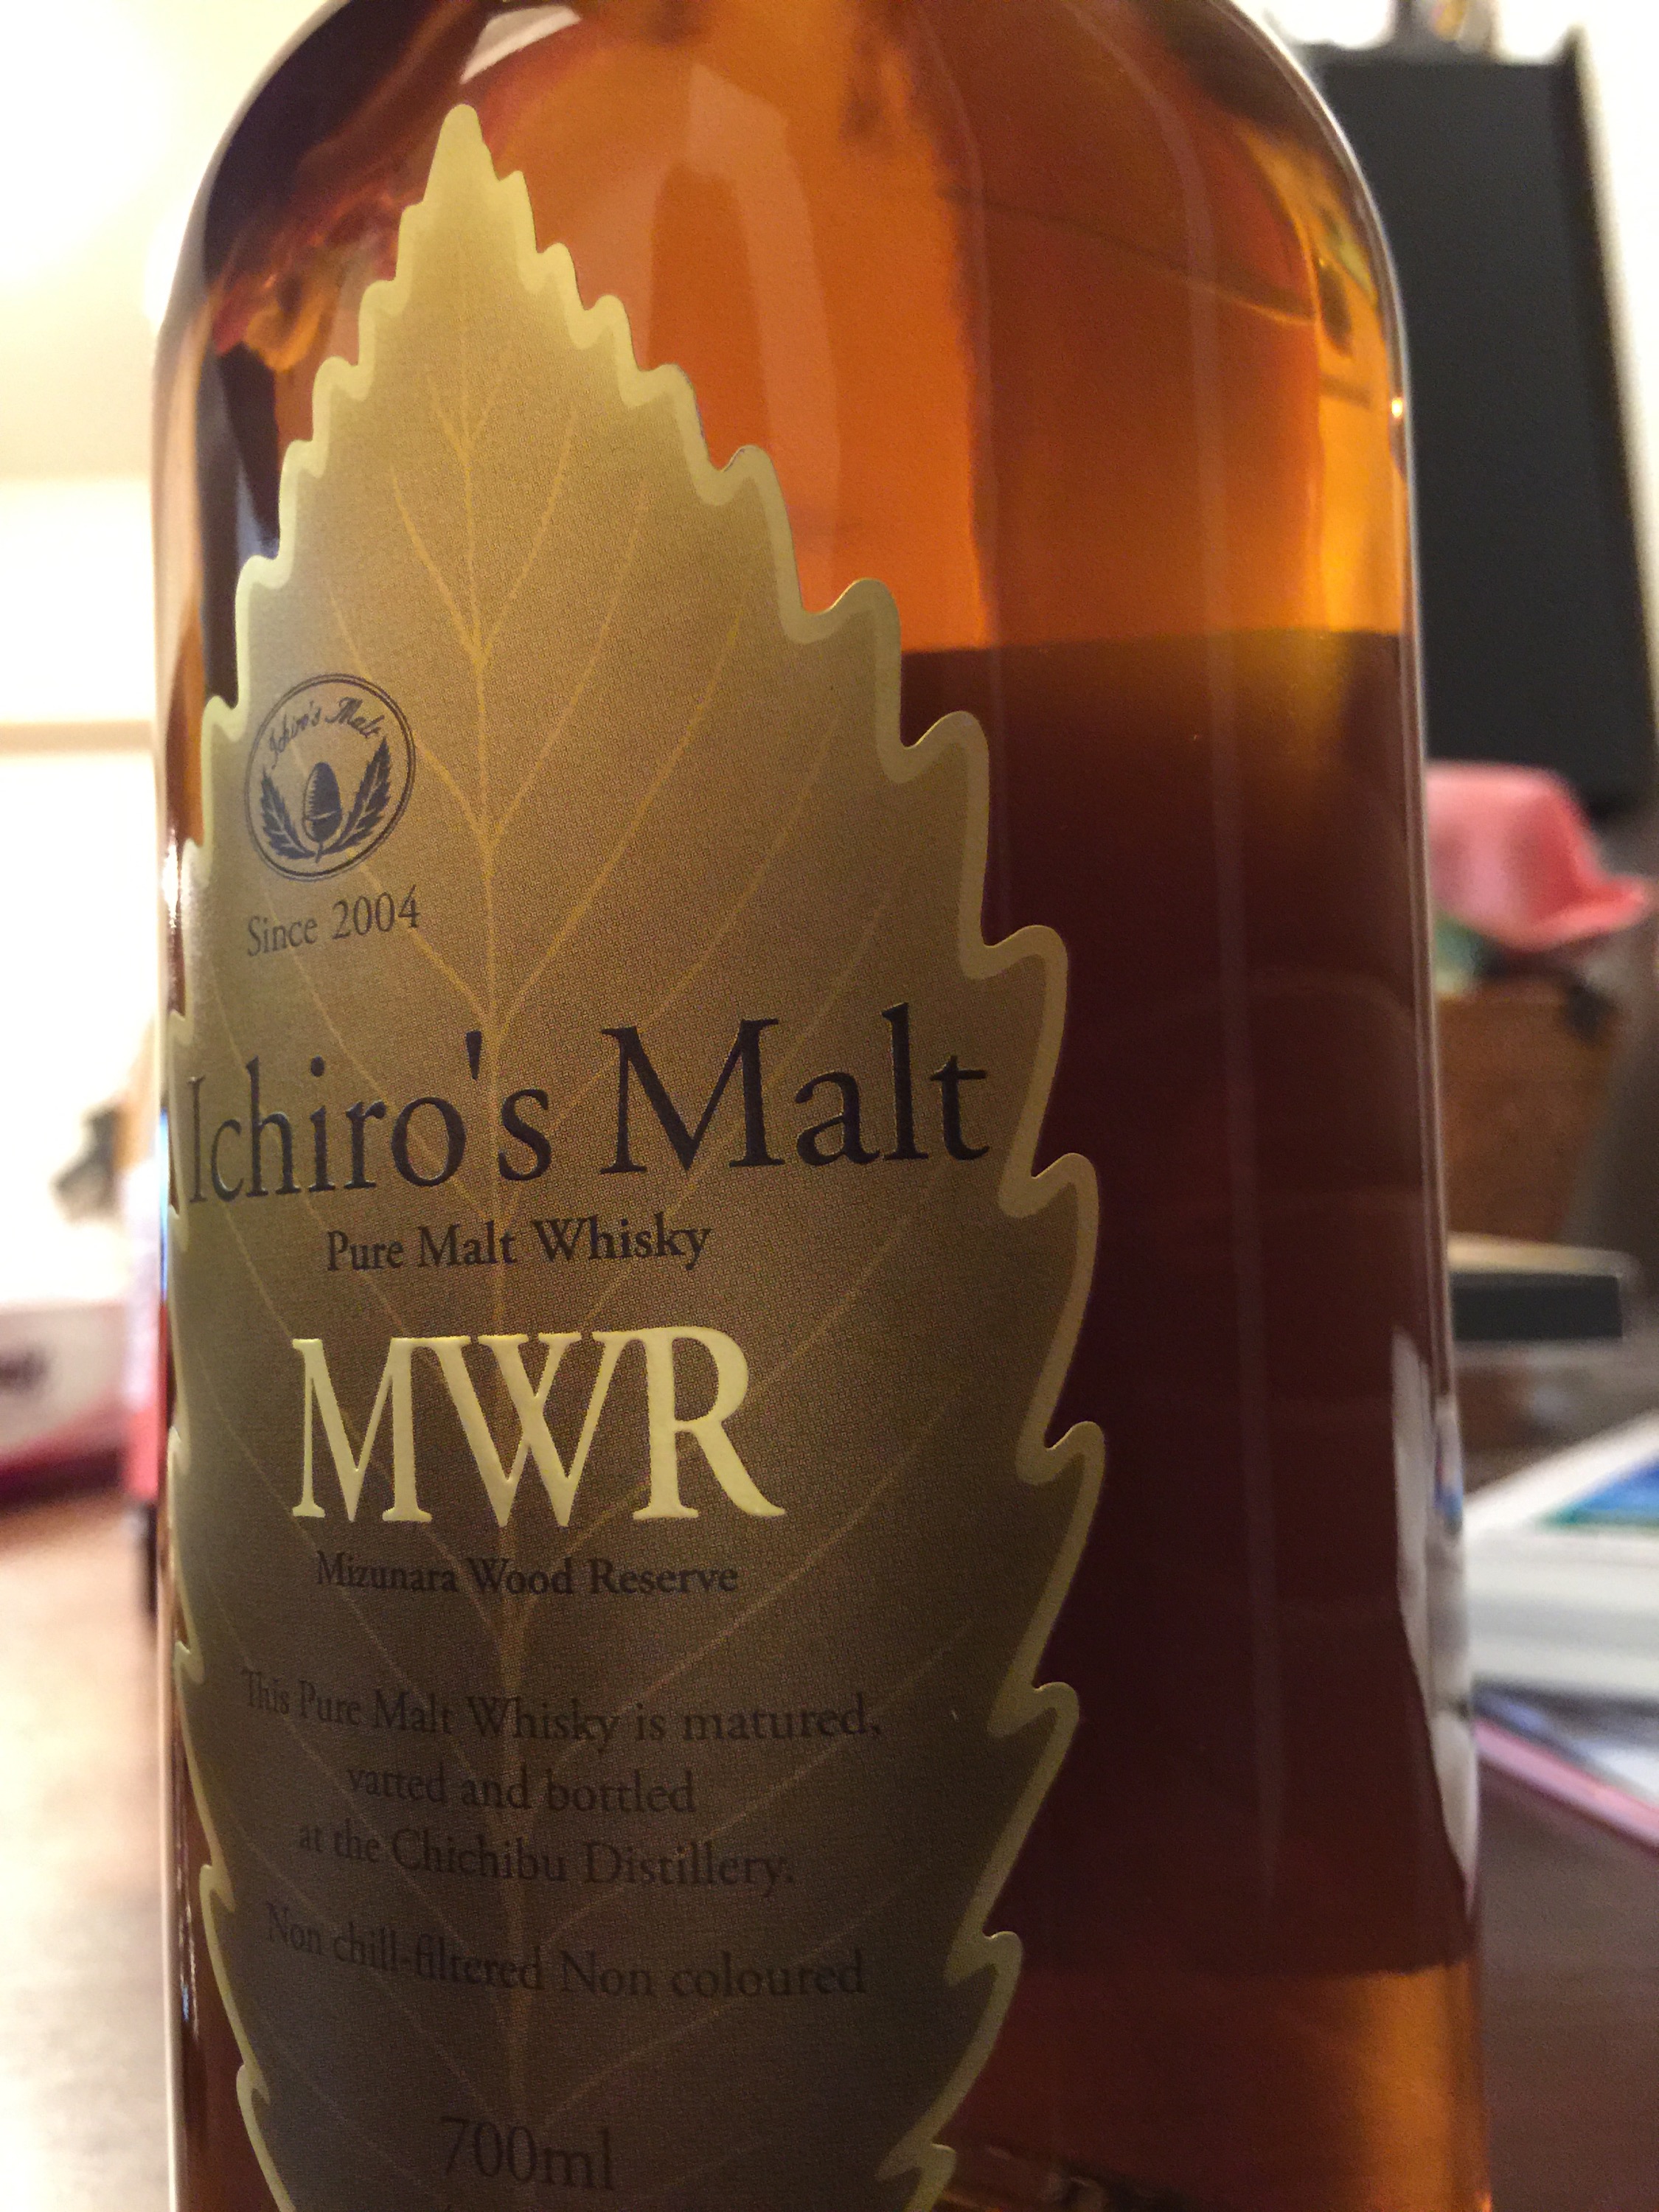 Ichiro's Malt
Since 2004
Ichiro's Malt
Pure Malt Whisky
MWR
Mizunara Wood Reserve
This Pure Malt Whisky is matured,
vatted and bottled
at the Chichibu Distillery.
Non chill-filtered Non coloured
700ml